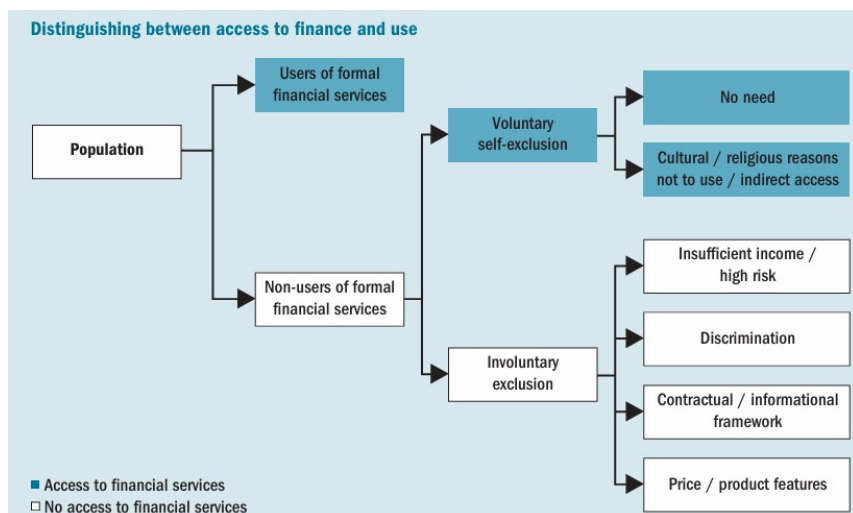 Distinguishing between access to finance and use
Users of formal
financial services
No need
Voluntary
self-exclusion
Population
Cultural / religious reasons
not to use / indirect access
Insufficient income /
high risk
Non-users of formal
financial services
Discrimination
Involuntary
exclusion
Contractual / informational
framework
Price / product features
Access to financial services
No access to financial services